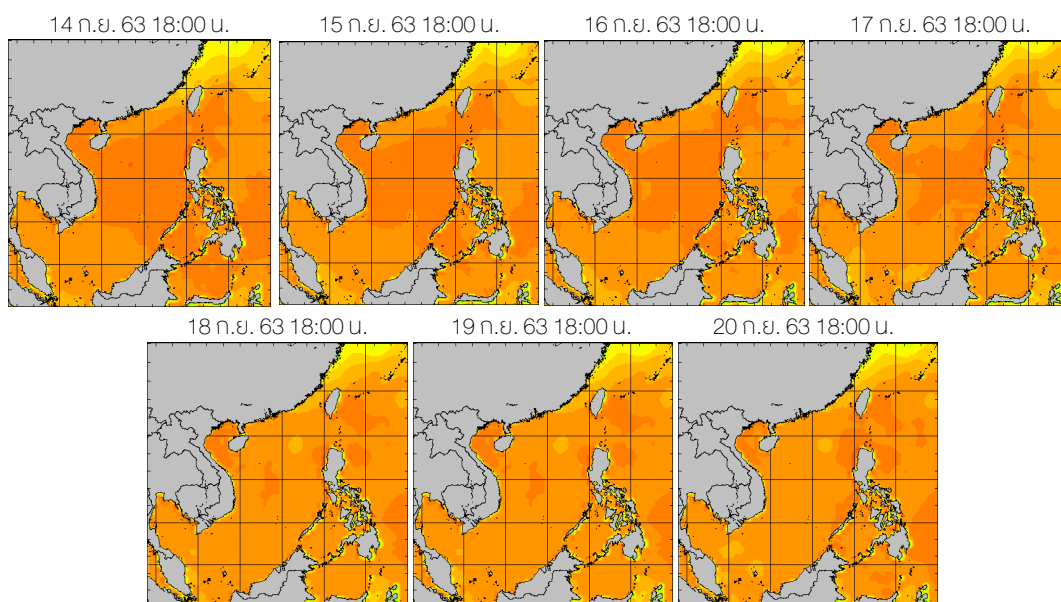 14 ก.ย. 63 18:00 น.
15 ก.ย. 63 18:00 น.
16 ก.ย. 63 18:00 น.
17 ก.ย. 63 18:00 น.
18 ก.ย. 63 18:00 น.
19 ก.ย. 63 18:00 น.
20 ก.ย. 63 18:00 น.